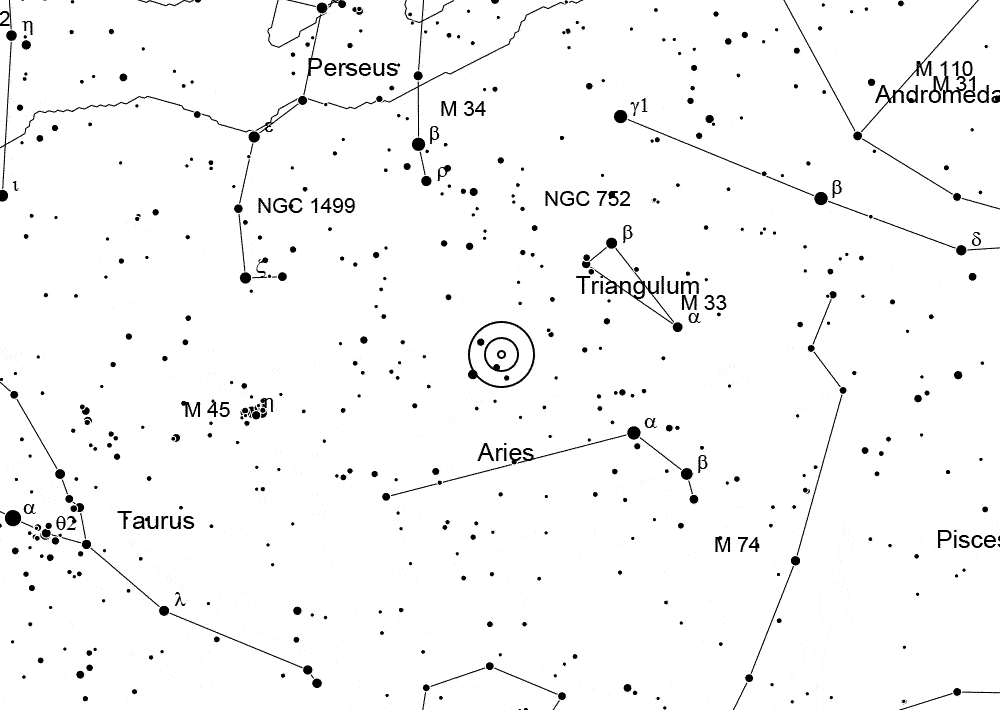 2 η
Perseus
M 110
M 31
Andromeda
M 34
γ1
ε
β
ρ
ι
β
NGC 1499
NGC 752
β
δ
ζ
Triangulum
M 33
α
M 45
η
α
Aries
β
α
θ2
Taurus
M 74
Pisces
λ